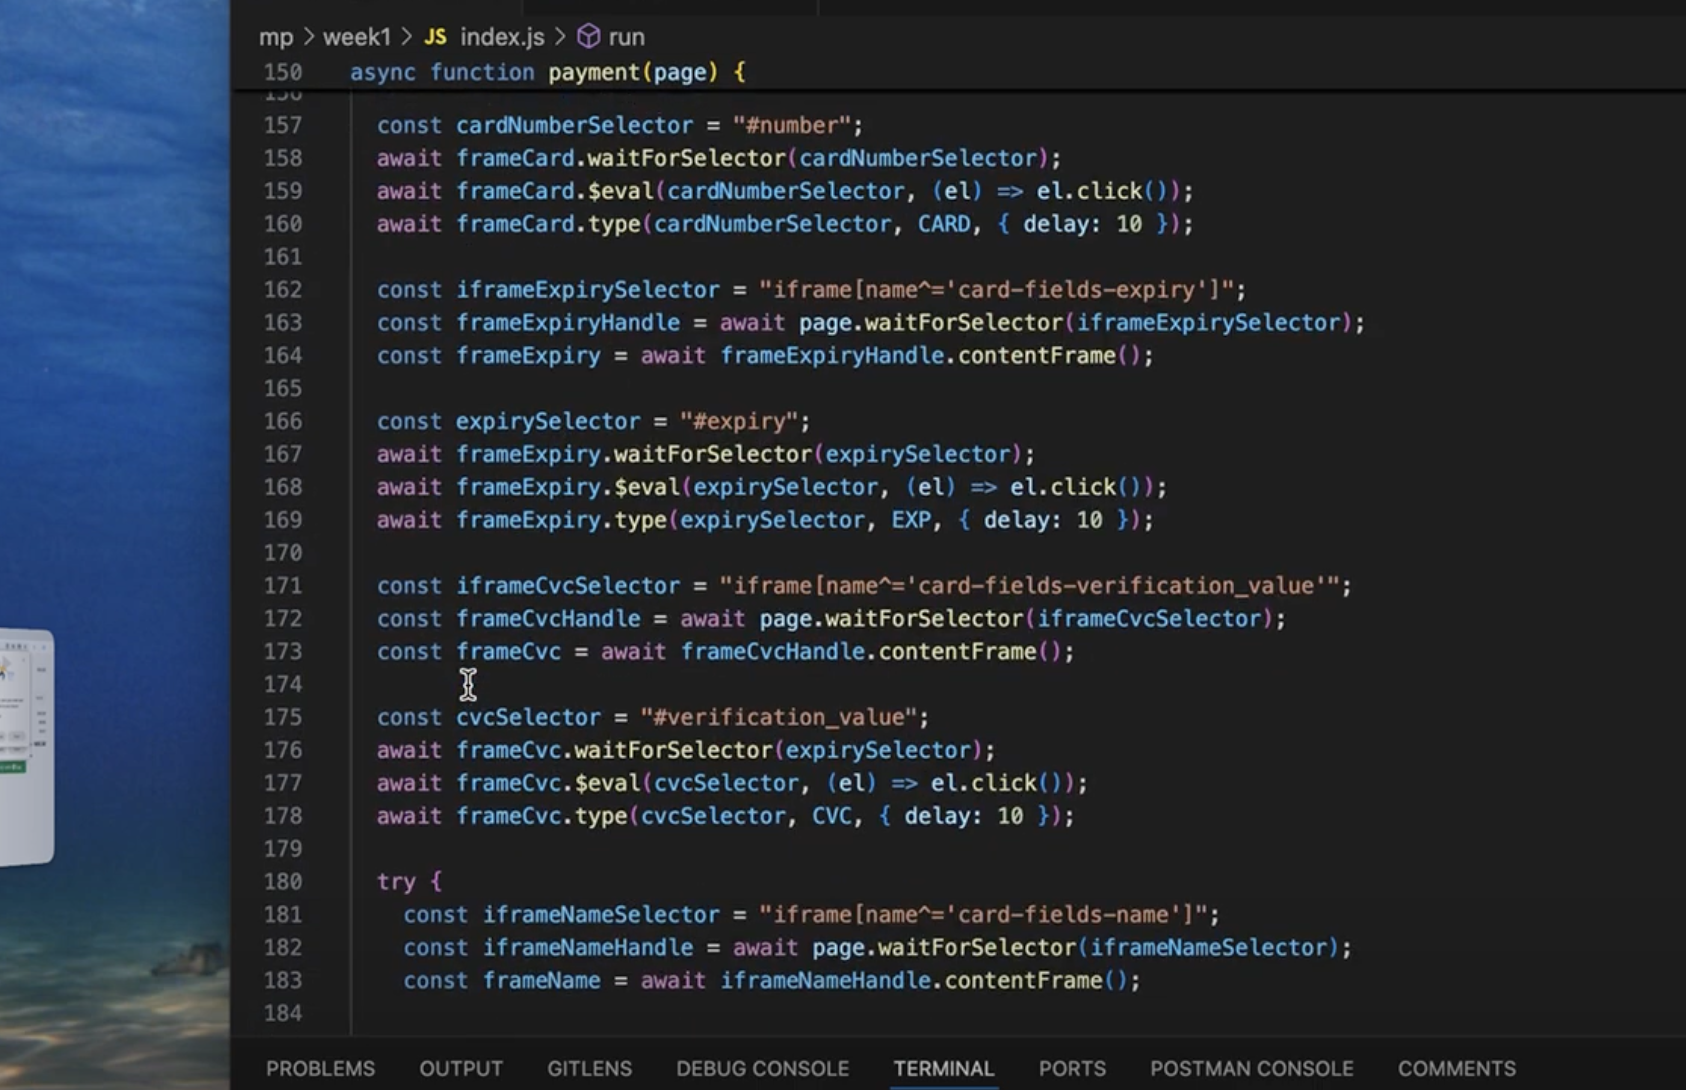 mp > week1 > JS index.js > run
150 async function payment(page) {
156
157 const cardNumberSelector = "#number";
158 await frameCard.waitForSelector(cardNumberSelector);
159 await frameCard.$eval(cardNumberSelector, (el) => el.click());
160 await frameCard.type(cardNumberSelector, CARD, { delay: 10 });
161
162 const iframeExpirySelector = "iframe[name^='card-fields-expiry']";
163 const frameExpiryHandle = await page.waitForSelector(iframeExpirySelector);
164 const frameExpiry = await frameExpiryHandle.contentFrame();
165
166 const expirySelector = "#expiry";
167 await frameExpiry.waitForSelector(expirySelector);
168 await frameExpiry.$eval(expirySelector, (el) => el.click());
169 await frameExpiry.type(expirySelector, EXP, { delay: 10 });
170
171 const iframeCvcSelector = "iframe[name^='card-fields-verification_value'";
172 const frameCvcHandle = await page.waitForSelector(iframeCvcSelector);
173 const frameCvc = await frameCvcHandle.contentFrame();
174
175 const cvcSelector = "#verification_value";
176 await frameCvc.waitForSelector(expirySelector);
177 await frameCvc.$eval(cvcSelector, (el) => el.click());
178 await frameCvc.type(cvcSelector, CVC, { delay: 10 });
179
180 try {
181 const iframeNameSelector = "iframe[name^='card-fields-name']";
182 const iframeNameHandle = await page.waitForSelector(iframeNameSelector);
183 const frameName = await iframeNameHandle.contentFrame();
184
PROBLEMS OUTPUT GITLENS DEBUG CONSOLE TERMINAL PORTS POSTMAN CONSOLE COMMENTS